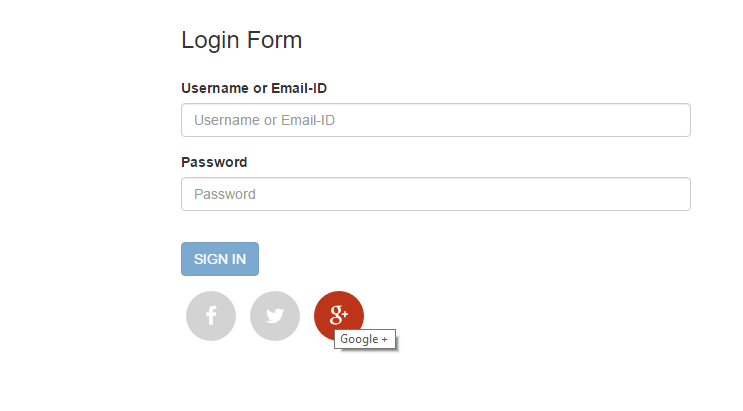 Login Form
Username or Email-ID
Username or Email-ID
Password
Password
SIGN IN
f
g+
Google +